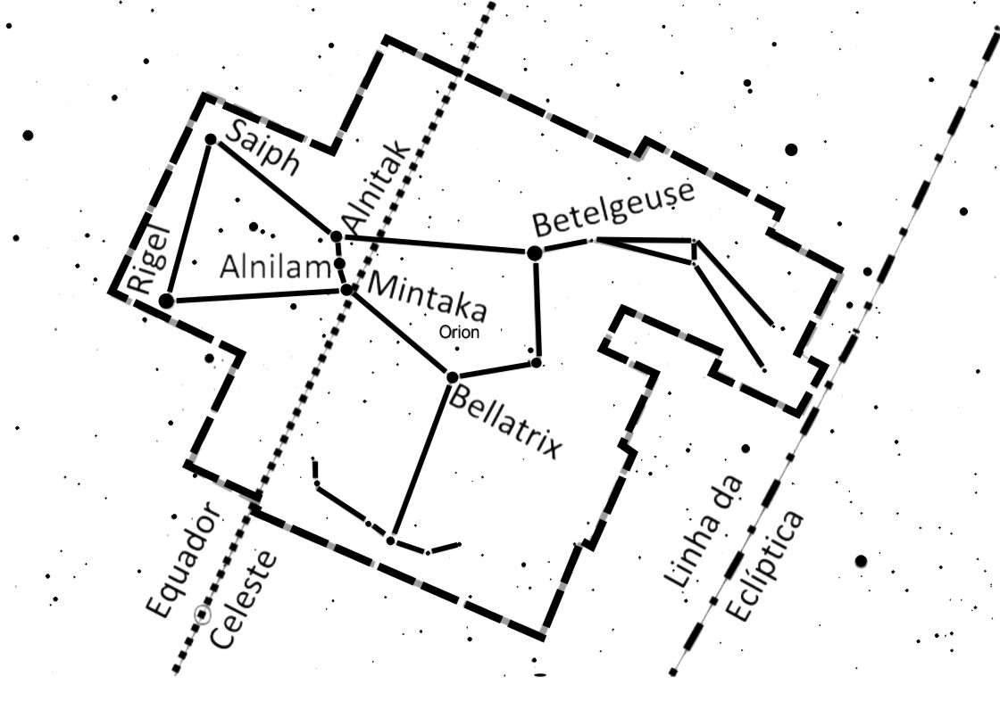 Saiph
Alnitak
Betelgeuse
Rigel
Alnilam
Mintaka
Orion
Bellatrix
Equador
Celeste
Linha da
Eclíptica